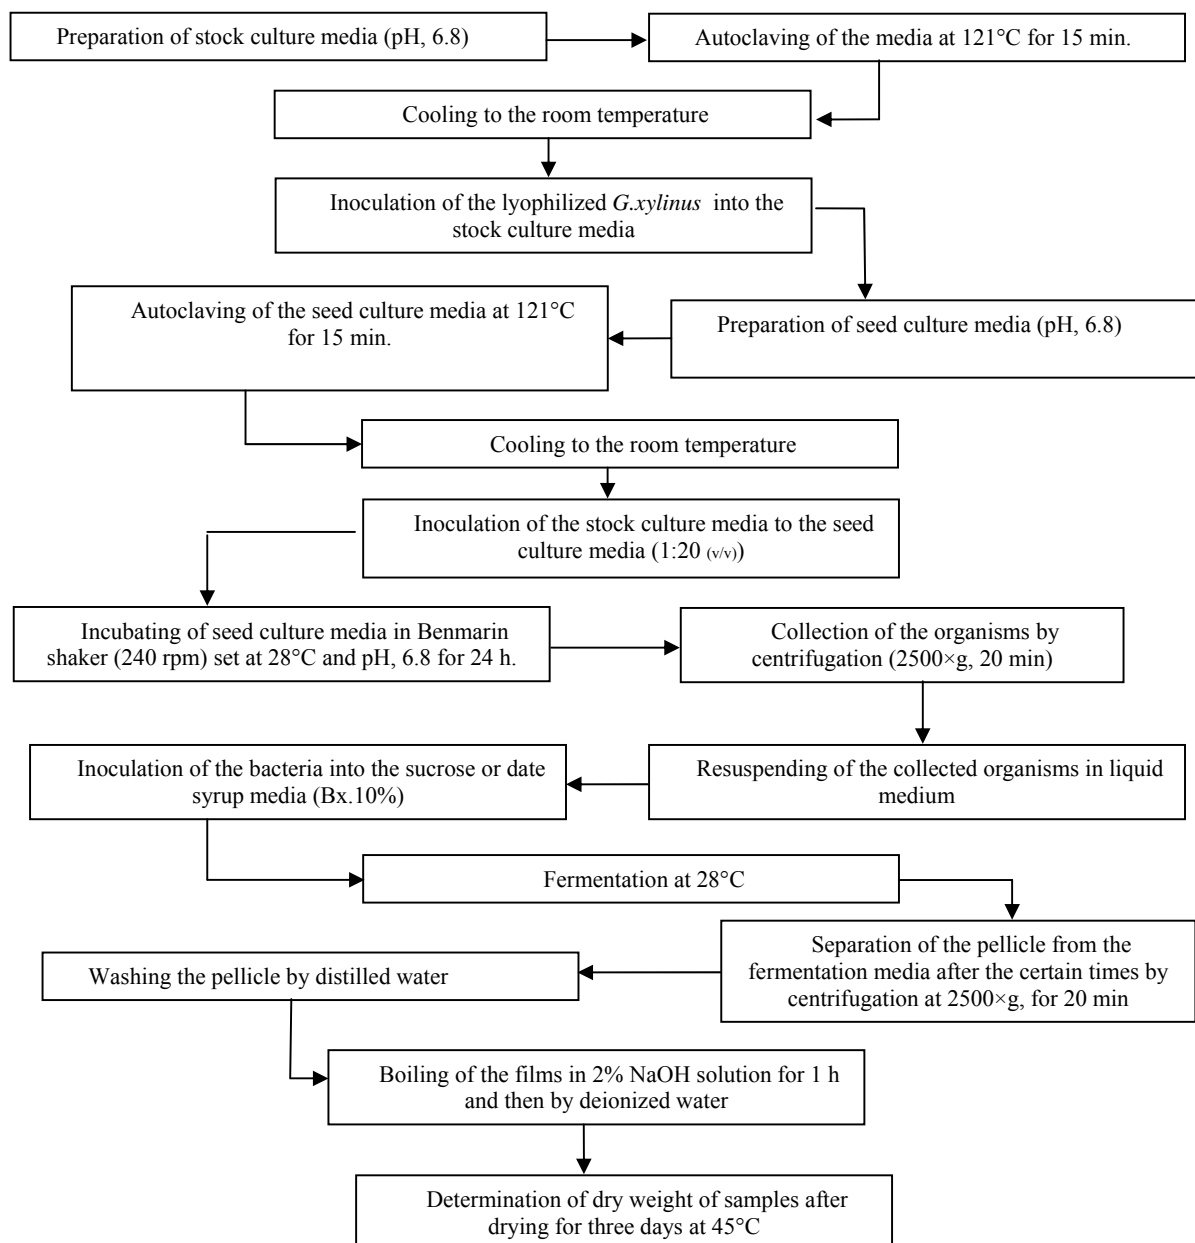 Preparation of stock culture media (pH, 6.8)
Autoclaving of the media at 121°C for 15 min.
Cooling to the room temperature
Inoculation of the lyophilized G.xylinus into the
stock culture media
Preparation of seed culture media (pH, 6.8)
Autoclaving of the seed culture media at 121°C
for 15 min.
Cooling to the room temperature
Inoculation of the stock culture media to the seed
culture media (1:20 (v/v))
Incubating of seed culture media in Benmarin
shaker (240 rpm) set at 28°C and pH, 6.8 for 24 h.
Collection of the organisms by
centrifugation (2500×g, 20 min)
Resuspending of the collected organisms in liquid
medium
Inoculation of the bacteria into the sucrose or date
syrup media (Bx.10%)
Fermentation at 28°C
Separation of the pellicle from the
fermentation media after the certain times by
centrifugation at 2500×g, for 20 min
Washing the pellicle by distilled water
Boiling of the films in 2% NaOH solution for 1 h
and then by deionized water
Determination of dry weight of samples after
drying for three days at 45°C